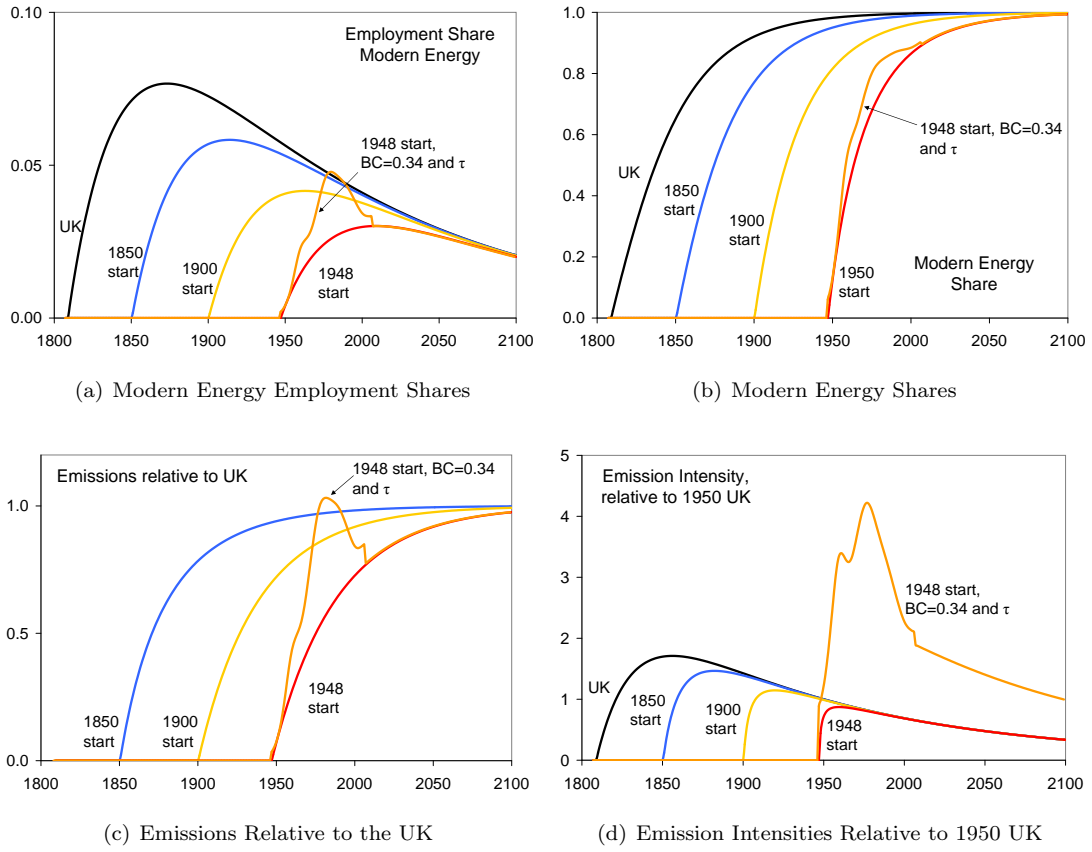 Employment Share
Modern Energy
0.10
0.05
0.00
1948 start,
BC=0.34 and τ
UK
1850
start
1900
start
1948
start
1800 1850 1900 1950 2000 2050 2100
(a) Modern Energy Employment Shares
1.0
0.8
0.6
0.4
0.2
0.0
1948 start, BC=0.34
and τ
UK
1850
start
1900
start
1950
start
Modern Energy
Share
1800 1850 1900 1950 2000 2050 2100
(b) Modern Energy Shares
Emissions relative to UK
1948 start, BC=0.34
and τ
1.0
0.5
0.0
1850
start
1900
start
1948
start
1800 1850 1900 1950 2000 2050 2100
(c) Emissions Relative to the UK
Emission Intensity,
relative to 1950 UK
5
4
3
2
1
0
1948 start,
BC=0.34 and τ
UK
1850
start
1900
start
1948
start
1800 1850 1900 1950 2000 2050 2100
(d) Emission Intensities Relative to 1950 UK